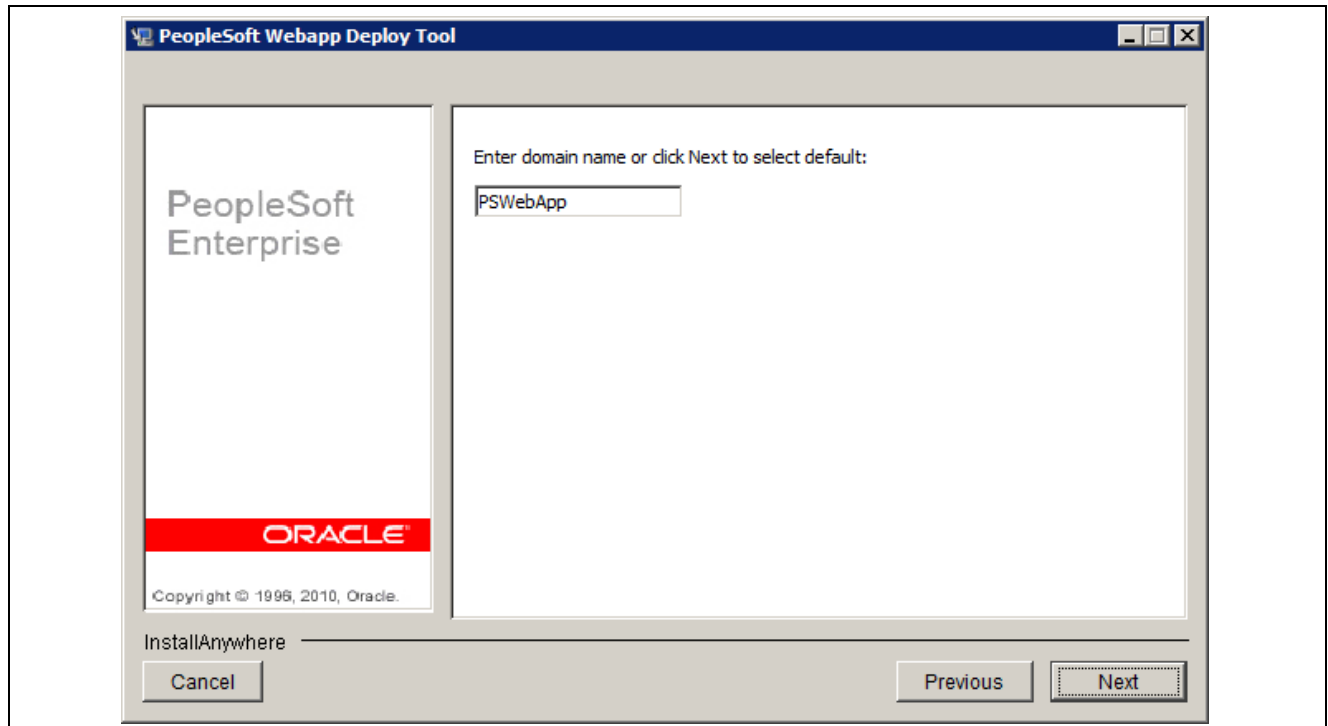 PeopleSoft Webapp Deploy Tool
PeopleSoft
Enterprise
ORACLE
Copyright © 1996, 2010, Oracle.
Enter domain name or click Next to select default:
PSWebApp
InstallAnywhere
Cancel
Previous
Next